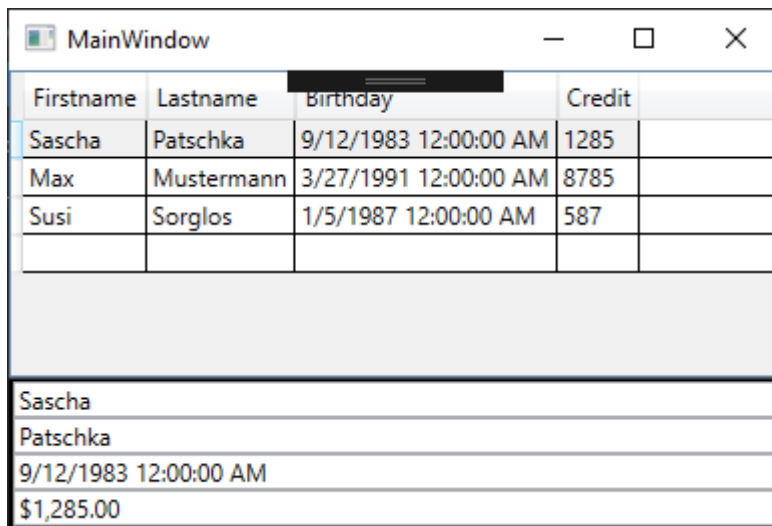 MainWindow
Firstname Lastname Birthday Credit
Sascha Patschka 9/12/1983 12:00:00 AM 1285
Max Mustermann 3/27/1991 12:00:00 AM 8785
Susi Sorglos 1/5/1987 12:00:00 AM 587
Sascha
Patschka
9/12/1983 12:00:00 AM
$1,285.00